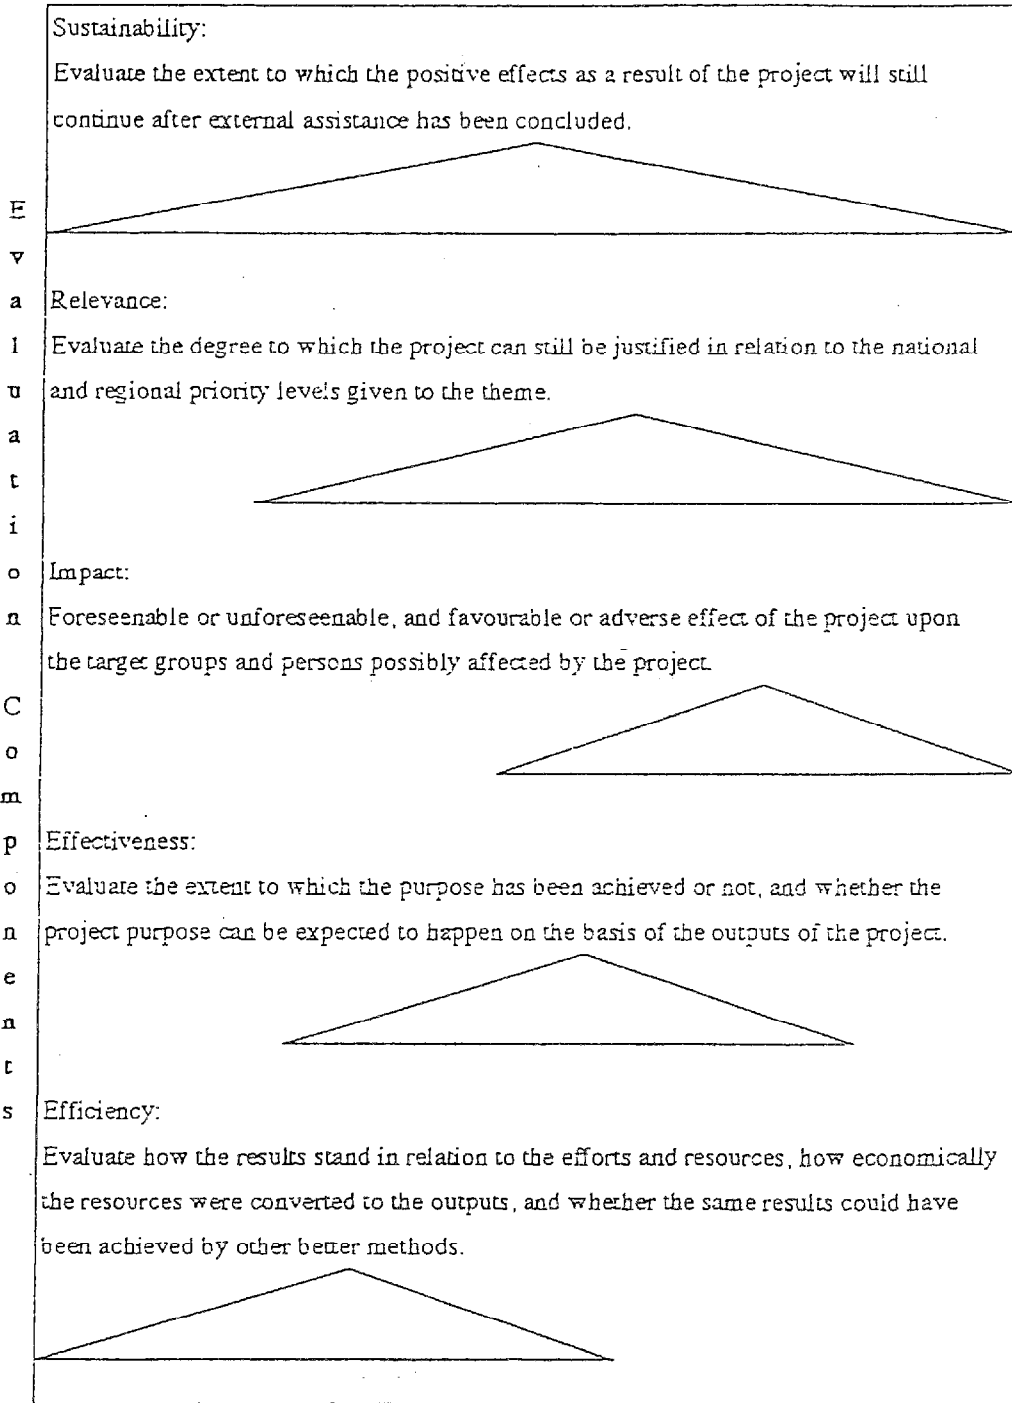 Sustainability:
Evaluate the extent to which the positive effects as a result of the project will still
continue after external assistance has been concluded.
Relevance:
Evaluate the degree to which the project can still be justified in relation to the national
and regional priority levels given to the theme.
Impact:
Foreseenable or unforeseenable, and favourable or adverse effect of the project upon
the target groups and persons possibly affected by the project.
Effectiveness:
Evaluate the extent to which the purpose has been achieved or not, and whether the
project purpose can be expected to happen on the basis of the outputs of the project.
Efficiency:
Evaluate how the results stand in relation to the efforts and resources, how economically
the resources were converted to the outputs, and whether the same results could have
been achieved by other better methods.
Evaluation Components